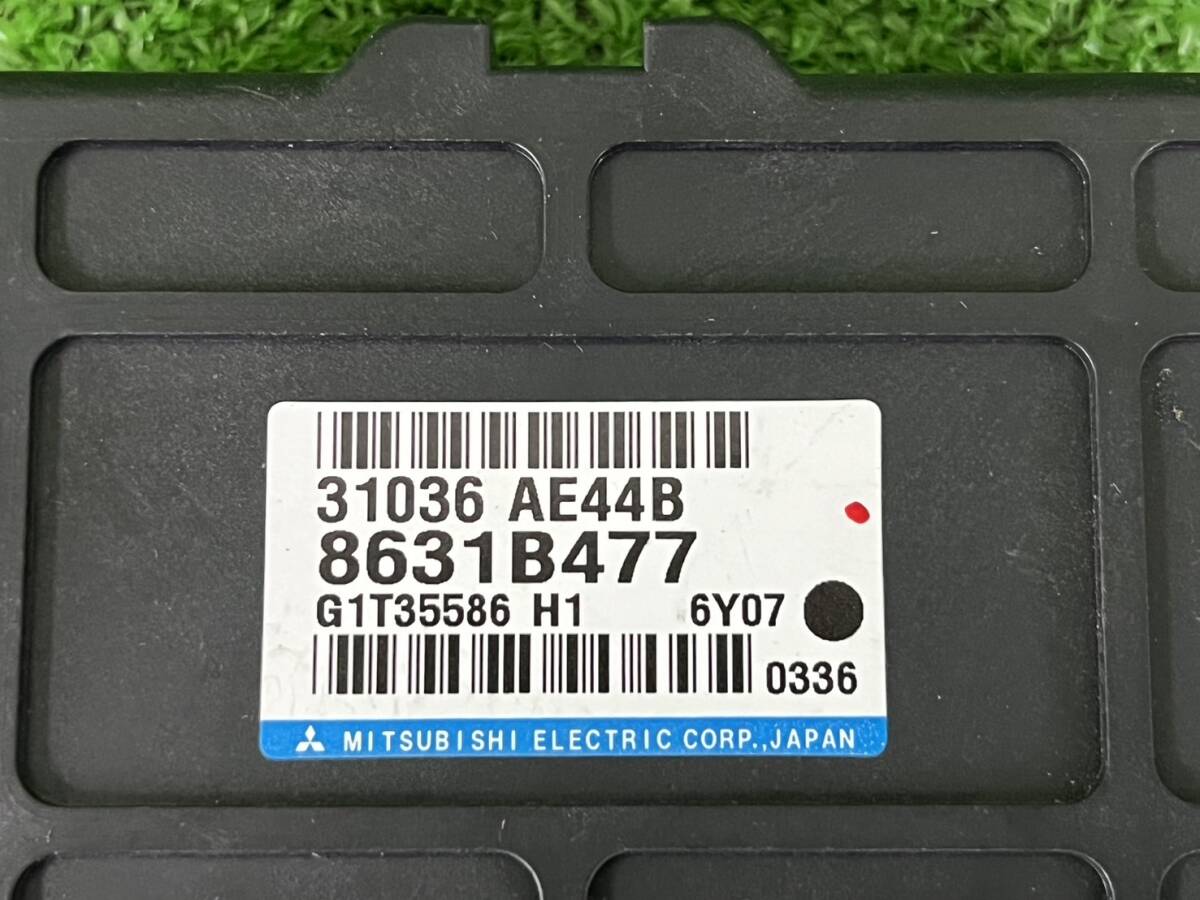 31036 AE44B
8631B477
G1T35586 H1 6Y07
0336
MITSUBISHI ELECTRIC CORP.,JAPAN